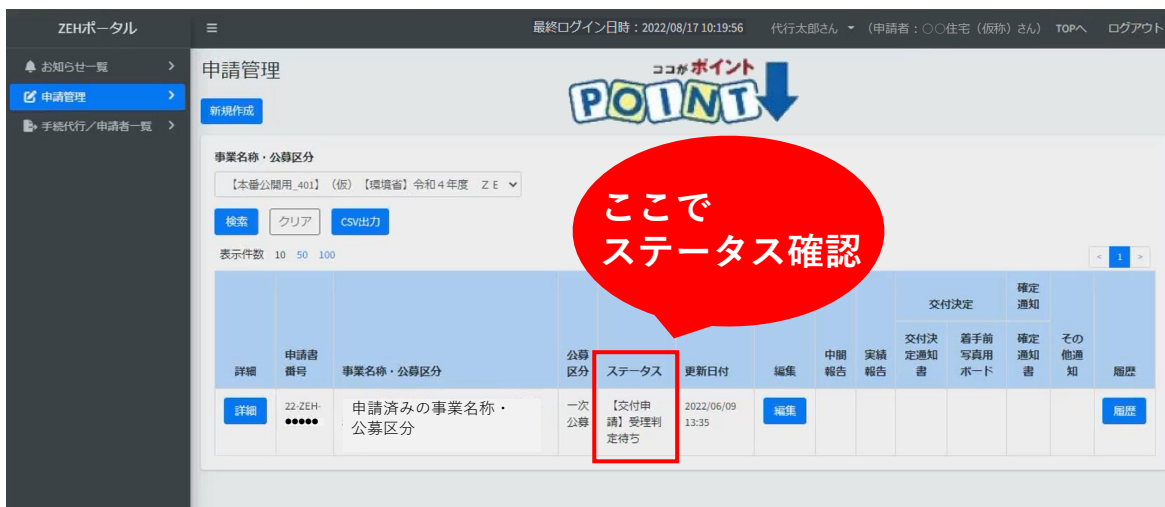 ZEHポータル
最終ログイン日時：2022/08/17 10:19:56 代行太郎さん (申請者：○○住宅（仮称）さん) TOPへ ログアウト
お知らせ一覧
申請管理
手続代行／申請者一覧
申請管理
ココがポイント
POINT
新規作成
事業名称・公募区分
【本番公開用_401】（仮）【環境省】令和４年度 ＺＥ
検索 クリア CSV出力
ここで
ステータス確認
表示件数 10 50 100
< 1 >
詳細
申請書
番号
事業名称・公募区分
公募
区分
ステータス
更新日付
編集
中間
報告
実績
報告
交付決定
交付決
定通知
書
着手前
写真用
ボード
確定
通知
確定
通知
書
その
他通
知
履歴
詳細
22-ZEH-
●●●●●
申請済みの事業名称・
公募区分
一次
公募
【交付申
請】受理判
定待ち
2022/06/09
13:35
編集
履歴